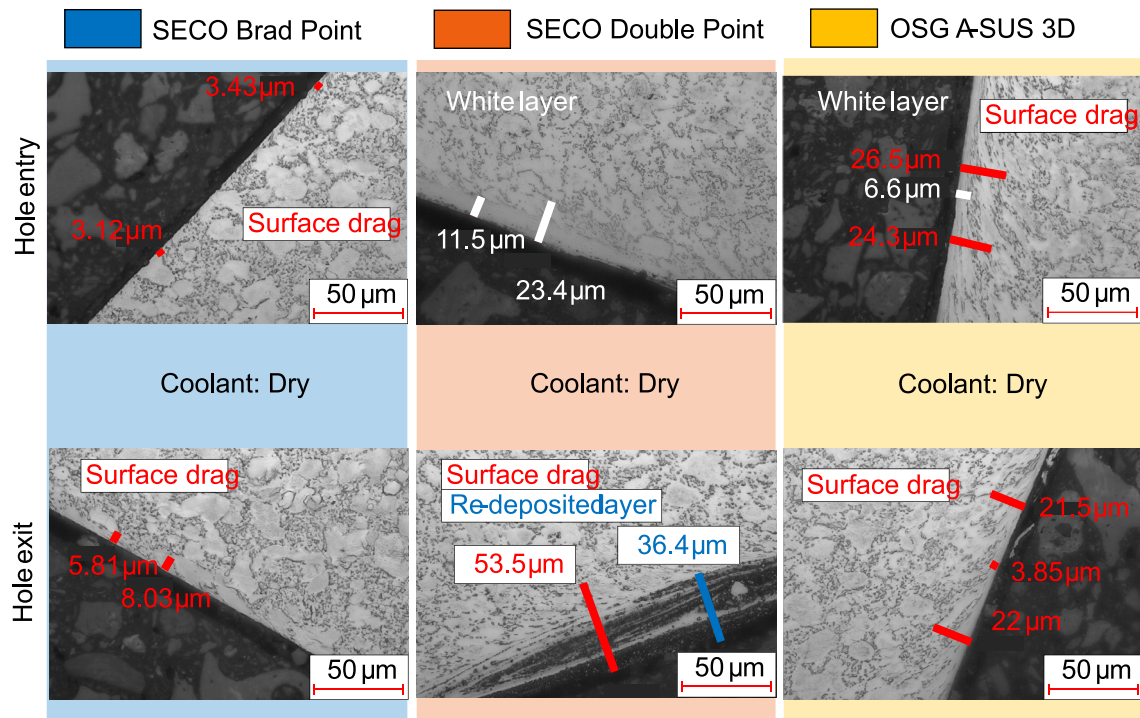 SECO Brad Point
SECO Double Point
OSG A-SUS 3D
Hole entry
3.43µm
3.12µm
Surface drag
50 µm
White layer
11.5µm
23.4µm
50 µm
White layer
Surface drag
26.5µm
6.6µm
24.3µm
50 µm
Coolant: Dry
Coolant: Dry
Coolant: Dry
Hole exit
Surface drag
5.81µm
8.03µm
50 µm
Surface drag
Re-deposited layer
53.5µm
36.4µm
50 µm
Surface drag
21.5µm
3.85µm
22µm
50 µm